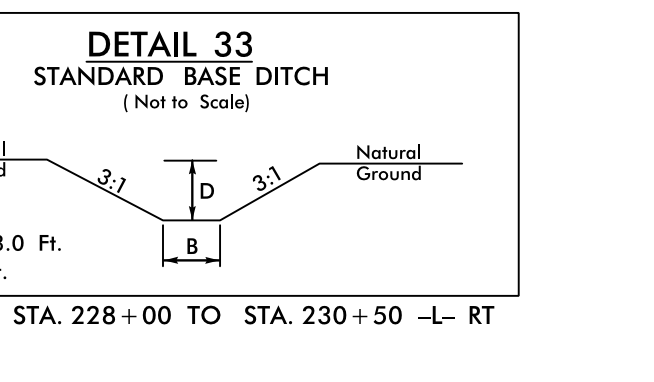 DETAIL 33
STANDARD BASE DITCH
( Not to Scale)
Natural
Ground
3:1
3:1
D
B
.0 Ft.
STA. 228+00 TO STA. 230+50 –L– RT